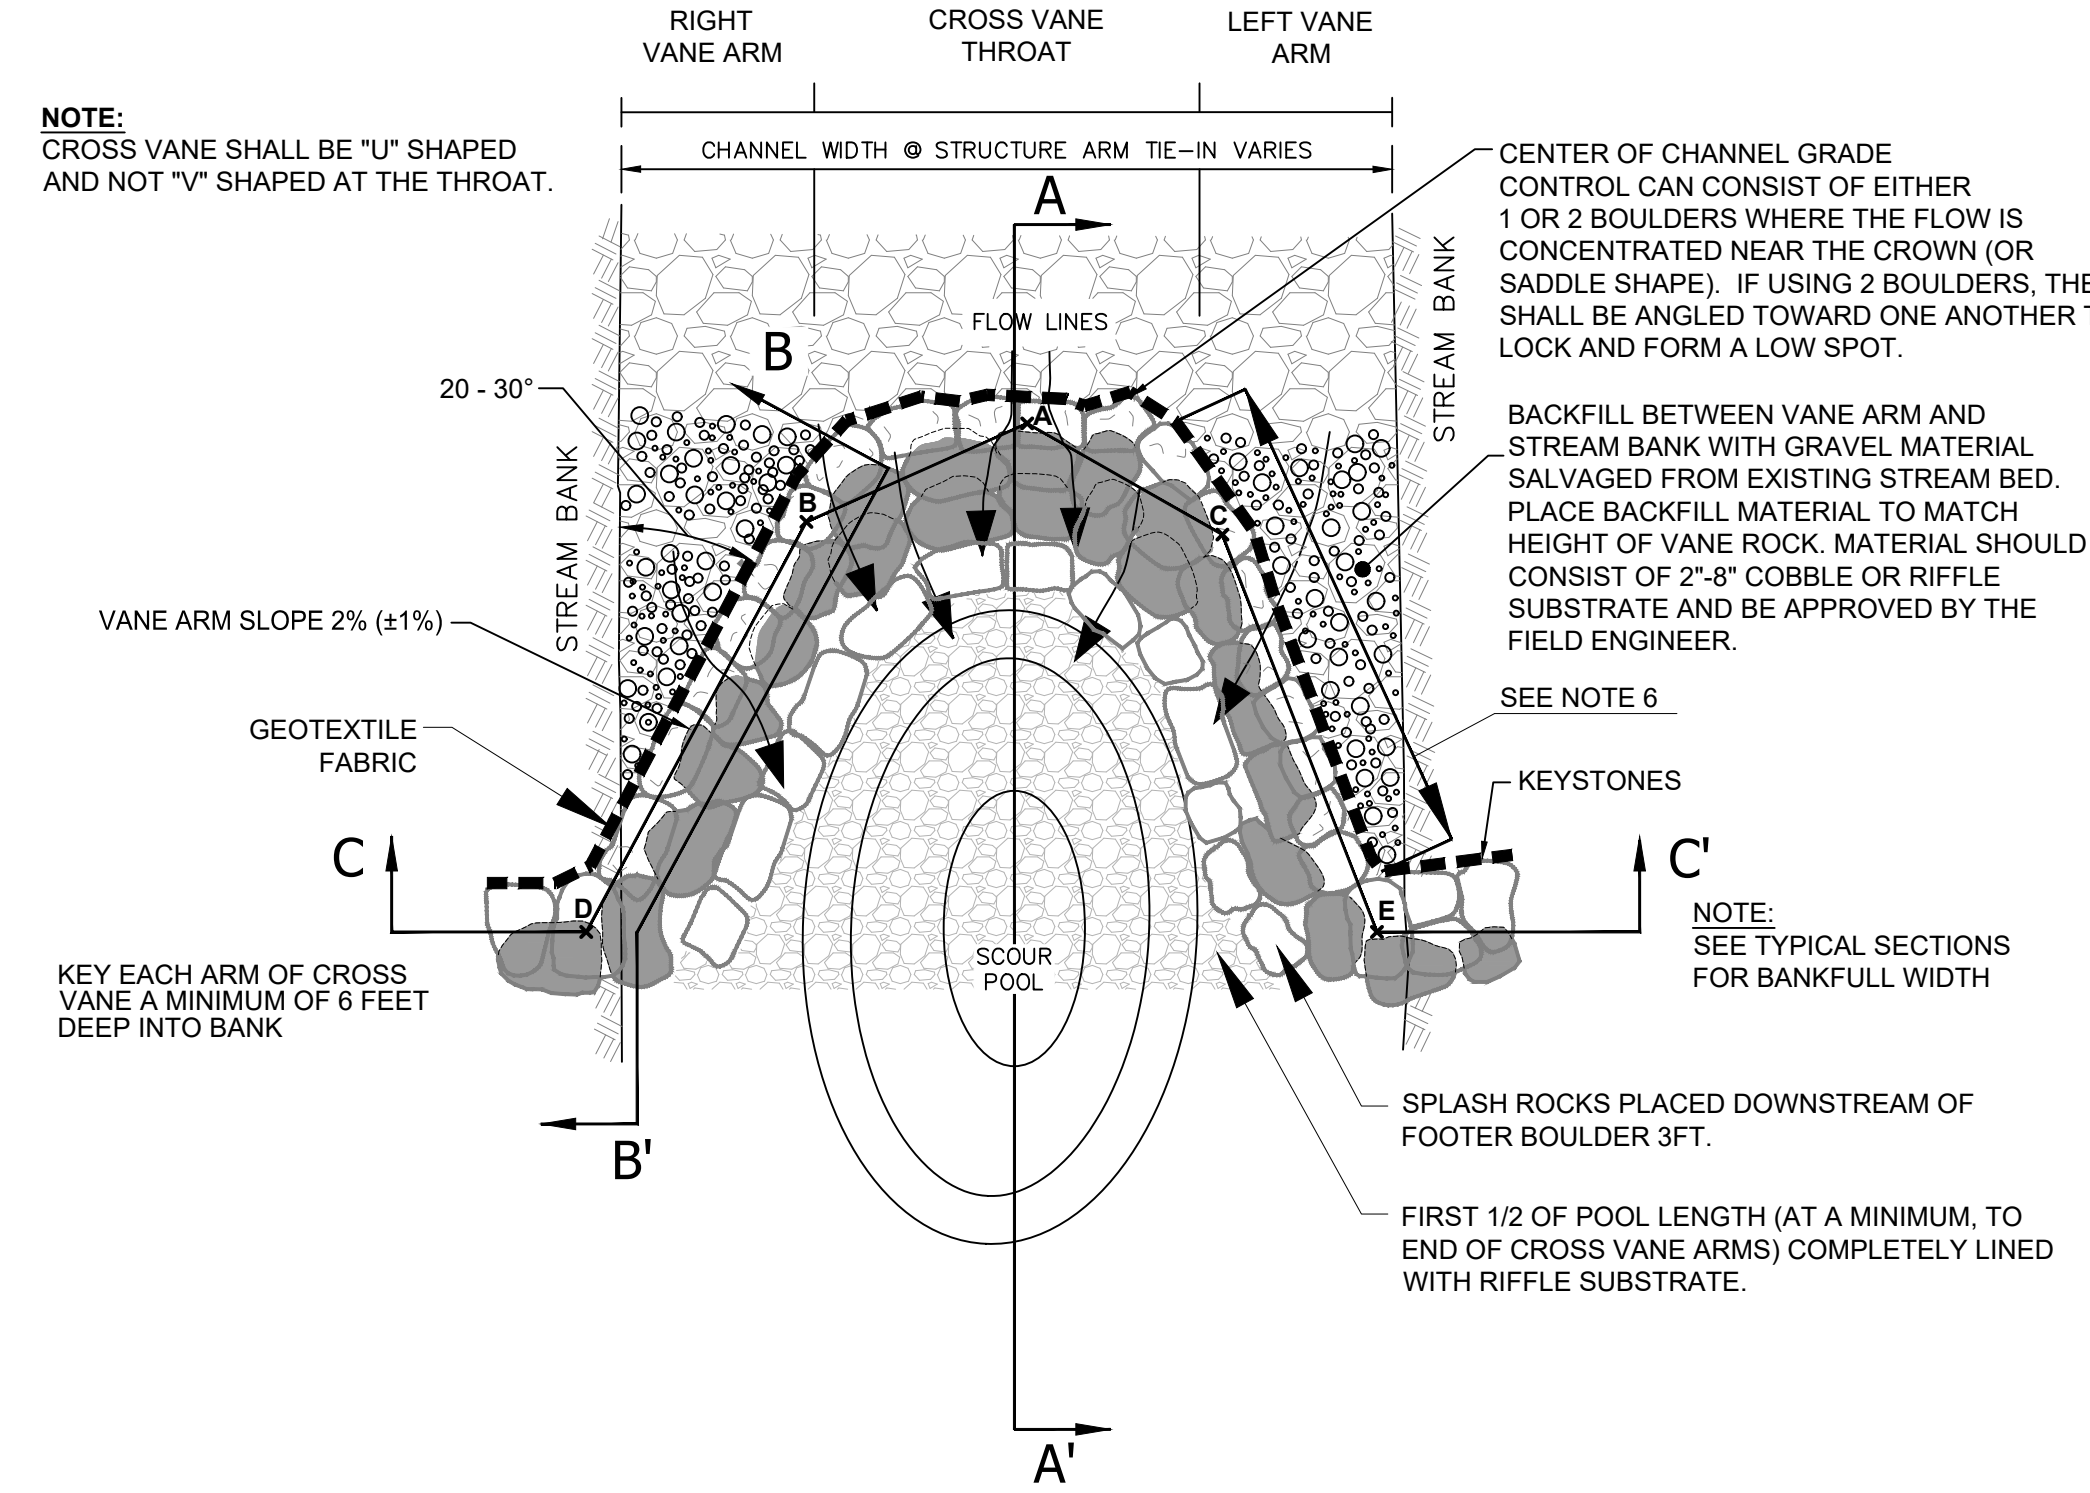 RIGHT
VANE ARM
CROSS VANE
THROAT
LEFT VANE
ARM
NOTE:
CROSS VANE SHALL BE "U" SHAPED
AND NOT "V" SHAPED AT THE THROAT.
CHANNEL WIDTH @ STRUCTURE ARM TIE-IN VARIES
A
CENTER OF CHANNEL GRADE
CONTROL CAN CONSIST OF EITHER
1 OR 2 BOULDERS WHERE THE FLOW IS
CONCENTRATED NEAR THE CROWN (OR
SADDLE SHAPE). IF USING 2 BOULDERS,
SHALL BE ANGLED TOWARD ONE ANOTHER
LOCK AND FORM A LOW SPOT.
STREAM BANK
FLOW LINES
B
20 - 30°
A
BACKFILL BETWEEN VANE ARM AND
STREAM BANK WITH GRAVEL MATERIAL
SALVAGED FROM EXISTING STREAM BED.
PLACE BACKFILL MATERIAL TO MATCH
HEIGHT OF VANE ROCK. MATERIAL SHOULD
CONSIST OF 2"-8" COBBLE OR RIFFLE
SUBSTRATE AND BE APPROVED BY THE
FIELD ENGINEER.
STREAM BANK
B
C
VANE ARM SLOPE 2% (±1%)
SEE NOTE 6
GEOTEXTILE
FABRIC
KEYSTONES
C
C'
D
E
NOTE:
SEE TYPICAL SECTIONS
FOR BANKFULL WIDTH
KEY EACH ARM OF CROSS
VANE A MINIMUM OF 6 FEET
DEEP INTO BANK
SCOUR
POOL
B'
SPLASH ROCKS PLACED DOWNSTREAM OF
FOOTER BOULDER 3FT.
FIRST 1/2 OF POOL LENGTH (AT A MINIMUM, TO
END OF CROSS VANE ARMS) COMPLETELY LINED
WITH RIFFLE SUBSTRATE.
A'